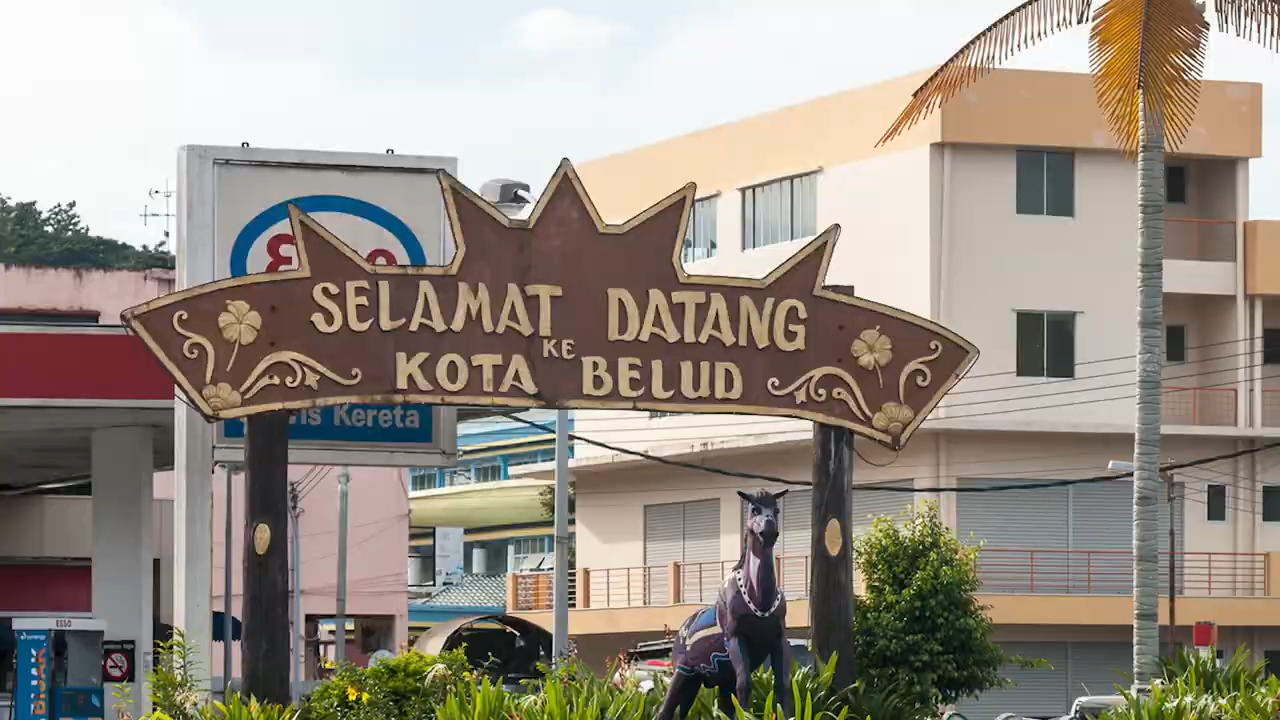 SELAMAT DATANG
KE
KOTA BELUD
Kereta
ESSO